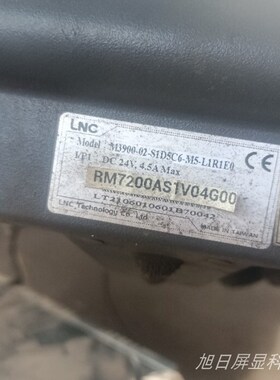 LNC
Model M3900-02-S1D5C6-M5-L1R1E0
I/P1 DC 24V, 4.5A Max
CE
RM7200AS1V04G00
LNC Technology Co., Ltd.
MADE IN TAIWAN
旭日屏显科